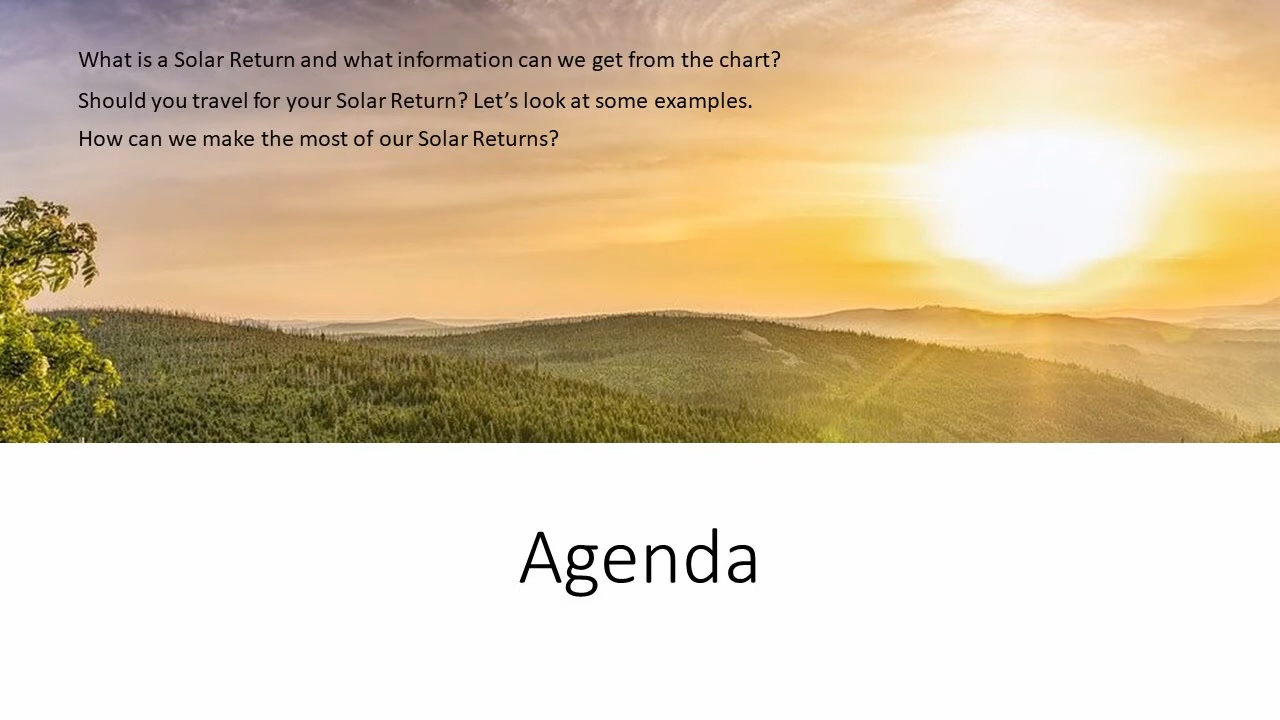 What is a Solar Return and what information can we get from the chart?
Should you travel for your Solar Return? Let’s look at some examples.
How can we make the most of our Solar Returns?
Agenda